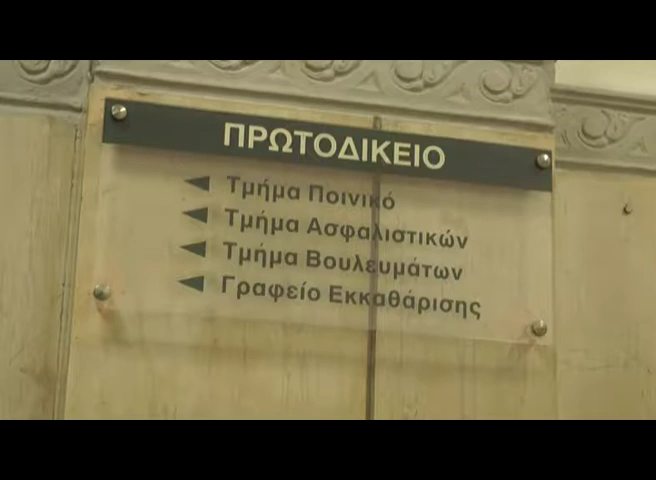 ΠΡΩΤΟΔΙΚΕΙΟ
Τμήμα Ποινικό
Τμήμα Ασφαλιστικών
Τμήμα Βουλευμάτων
Γραφείο Εκκαθάρισης